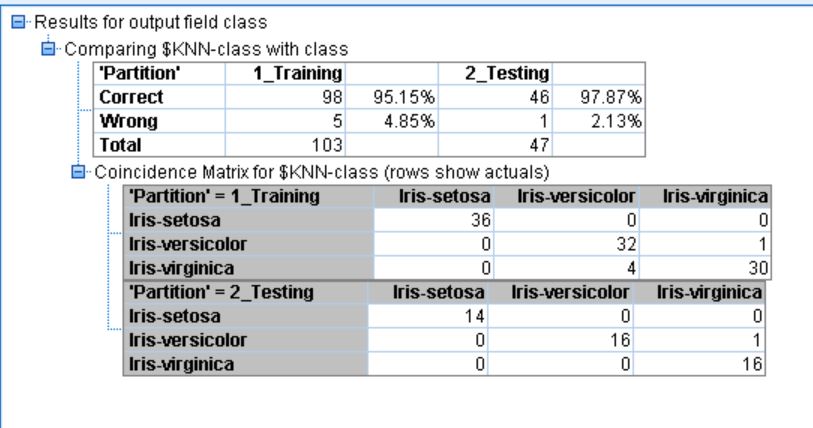 Results for output field class
Comparing $KNN-class with class
'Partition' 1_Training 2_Testing
Correct 98 95.15% 46 97.87%
Wrong 5 4.85% 1 2.13%
Total 103 47
Coincidence Matrix for $KNN-class (rows show actuals)
'Partition' = 1_Training Iris-setosa Iris-versicolor Iris-virginica
Iris-setosa 36 0 0
Iris-versicolor 0 32 1
Iris-virginica 0 4 30
'Partition' = 2_Testing Iris-setosa Iris-versicolor Iris-virginica
Iris-setosa 14 0 0
Iris-versicolor 0 16 1
Iris-virginica 0 0 16